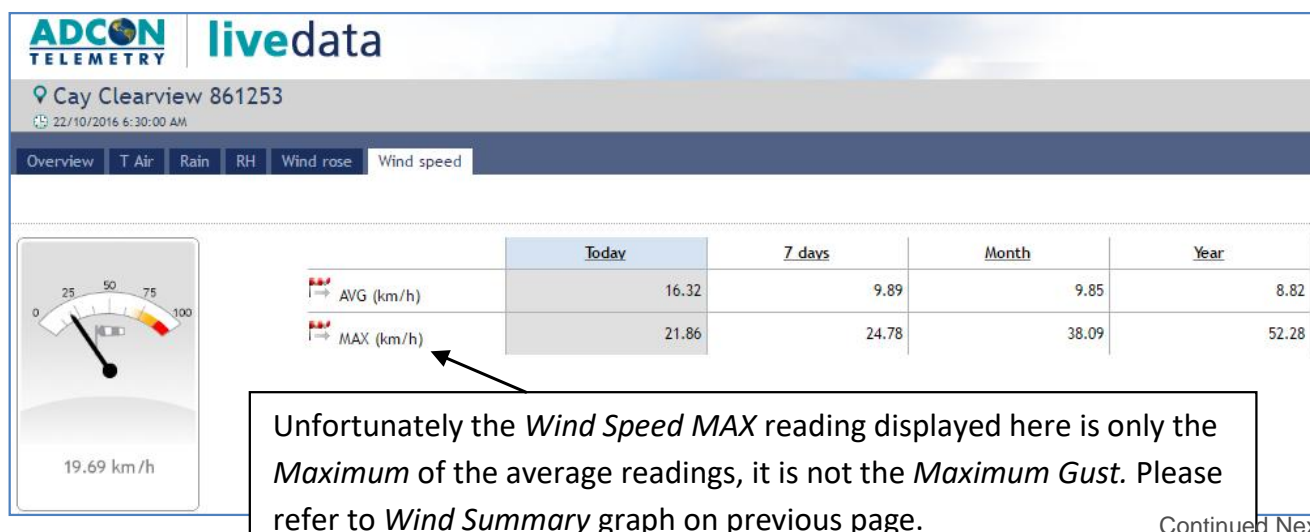 ADCON
TELEMETRY
livedata
Cay Clearview 861253
22/10/2016 6:30:00 AM
Overview T Air Rain RH Wind rose Wind speed
Today 7 days Month Year
AVG (km/h) 16.32 9.89 9.85 8.82
MAX (km/h) 21.86 24.78 38.09 52.28
0 25 50 75 100
19.69 km/h
Unfortunately the Wind Speed MAX reading displayed here is only the
Maximum of the average readings, it is not the Maximum Gust. Please
refer to Wind Summary graph on previous page.
Continued Nex